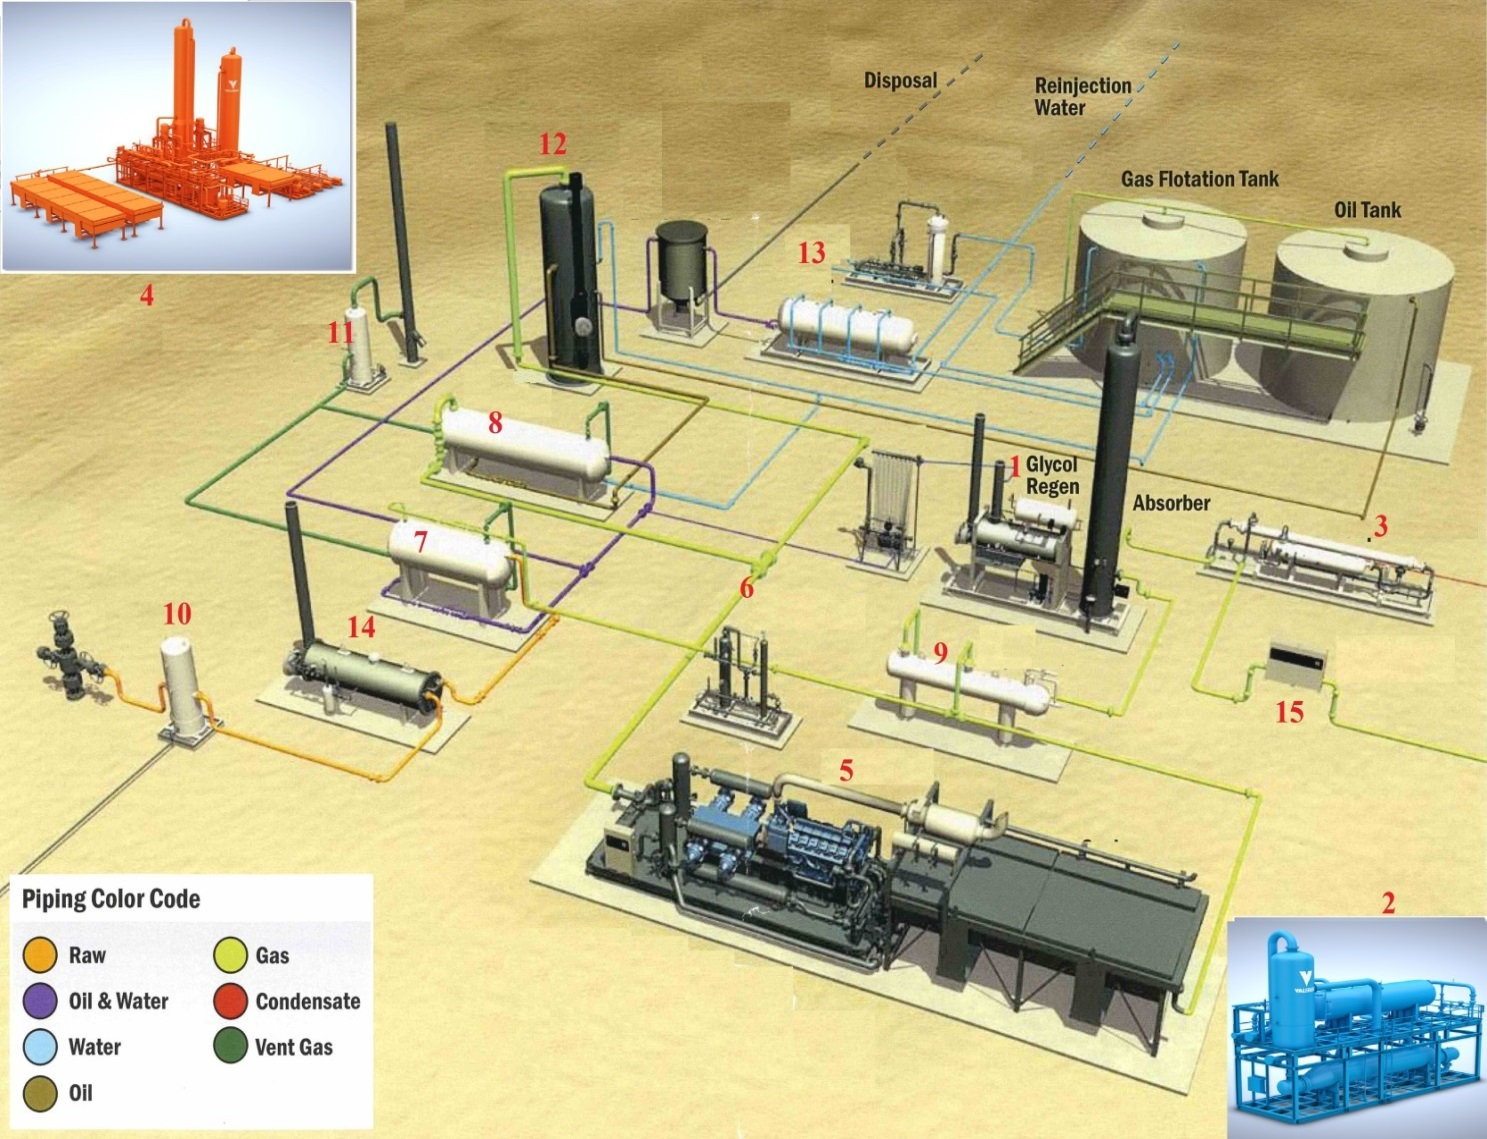 Disposal
Reinjection
Water
12
Gas Flotation Tank
Oil Tank
13
4
11
8
1
Glycol
Regen
Absorber
3
7
6
10
14
9
15
5
2
Piping Color Code
Raw
Gas
Oil & Water
Condensate
Water
Vent Gas
Oil